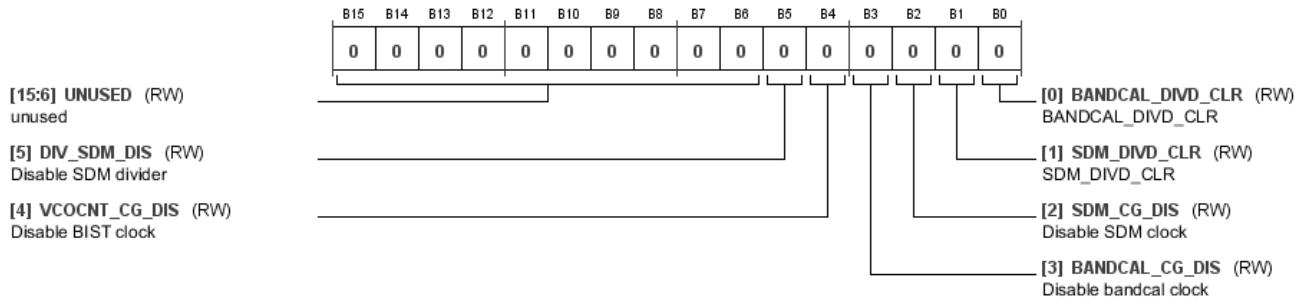 B15 B14 B13 B12 B11 B10 B9 B8 B7 B6 B5 B4 B3 B2 B1 B0
0 0 0 0 0 0 0 0 0 0 0 0 0 0 0 0
[15:6] UNUSED (RW)
unused
[5] DIV_SDM_DIS (RW)
Disable SDM divider
[4] VCOCNT_CG_DIS (RW)
Disable BIST clock
[0] BANDCAL_DIVD_CLR (RW)
BANDCAL_DIVD_CLR
[1] SDM_DIVD_CLR (RW)
SDM_DIVD_CLR
[2] SDM_CG_DIS (RW)
Disable SDM clock
[3] BANDCAL_CG_DIS (RW)
Disable bandcal clock